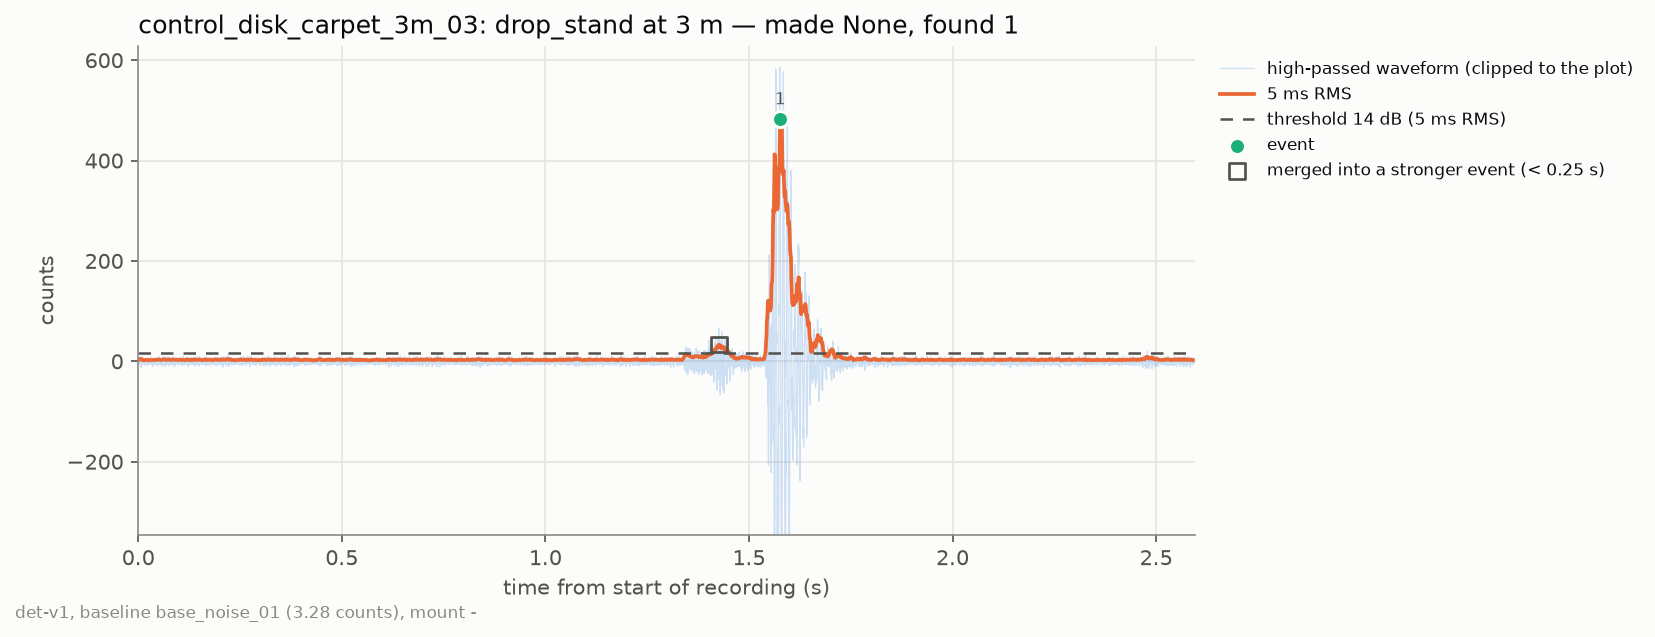 control_disk_carpet_3m_03: drop_stand at 3 m — made None, found 1
600
400
200
0
−200
counts
1
0.0 0.5 1.0 1.5 2.0 2.5
time from start of recording (s)
high-passed waveform (clipped to the plot)
5 ms RMS
threshold 14 dB (5 ms RMS)
event
merged into a stronger event (< 0.25 s)
det-v1, baseline base_noise_01 (3.28 counts), mount -